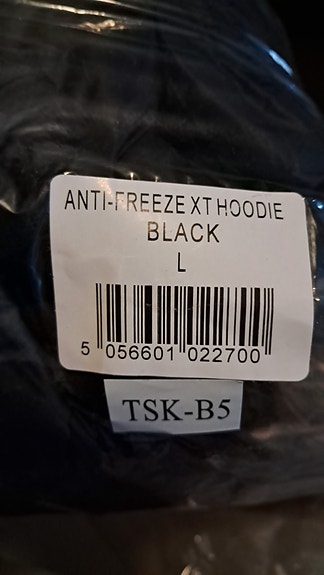 ANTI-FREEZE XT HOODIE
BLACK
L
5 056601 022700
TSK-B5